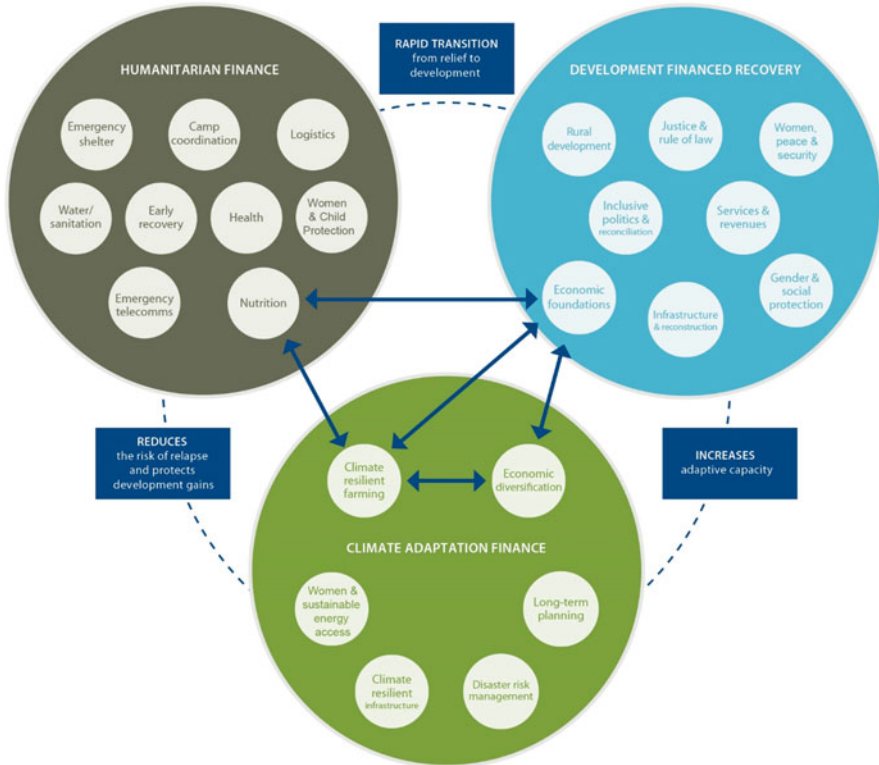 RAPID TRANSITION
from relief to
development
HUMANITARIAN FINANCE
Emergency
shelter
Camp
coordination
Logistics
Water/
sanitation
Early
recovery
Health
Women
& Child
Protection
Emergency
telecomms
Nutrition
DEVELOPMENT FINANCED RECOVERY
Rural
development
Justice &
rule of law
Women,
peace &
security
Inclusive
politics &
reconciliation
Services &
revenues
Economic
foundations
Infrastructure
& reconstruction
Gender &
social
protection
REDUCES
the risk of relapse
and protects
development gains
INCREASES
adaptive capacity
Climate
resilient
farming
Economic
diversification
CLIMATE ADAPTATION FINANCE
Women &
sustainable
energy
access
Long-term
planning
Climate
resilient
infrastructure
Disaster risk
management